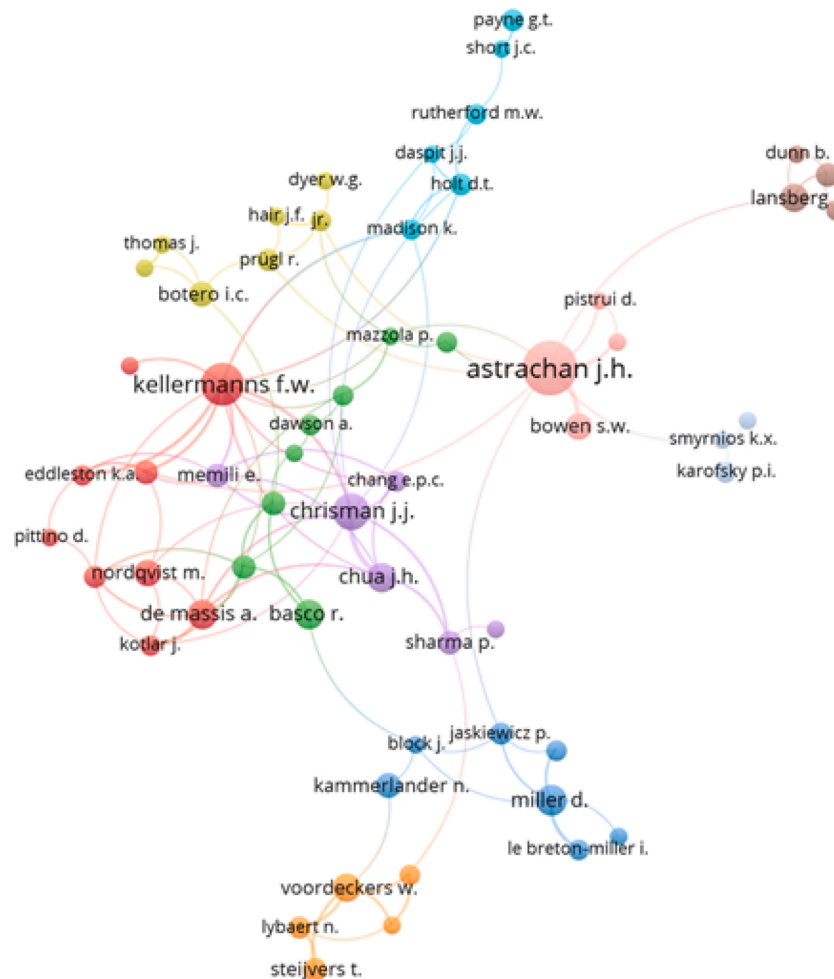 payne g.t.
short j.c.
rutherford m.w.
daspit j.j.
dunn b.
dyer w.g.
holt d.t.
lansberg
hair j.f.
jr.
madison k.
thomas j.
prügl r.
botero i.c.
pistrui d.
mazzola p.
astrachan j.h.
kellermanns f.w.
dawson a.
bowen s.w.
smyrnios k.x.
eddleston k.a.
memili e.
chang e.p.c.
karofsky p.i.
chrisman j.j.
pittino d.
nordqvist m.
chua j.h.
de massis a.
basco r.
kotlar j.
sharma p.
jaskiewicz p.
block j.
kammerlander n.
miller d.
le breton-miller i.
voordeckers w.
lybaert n.
steijvers t.